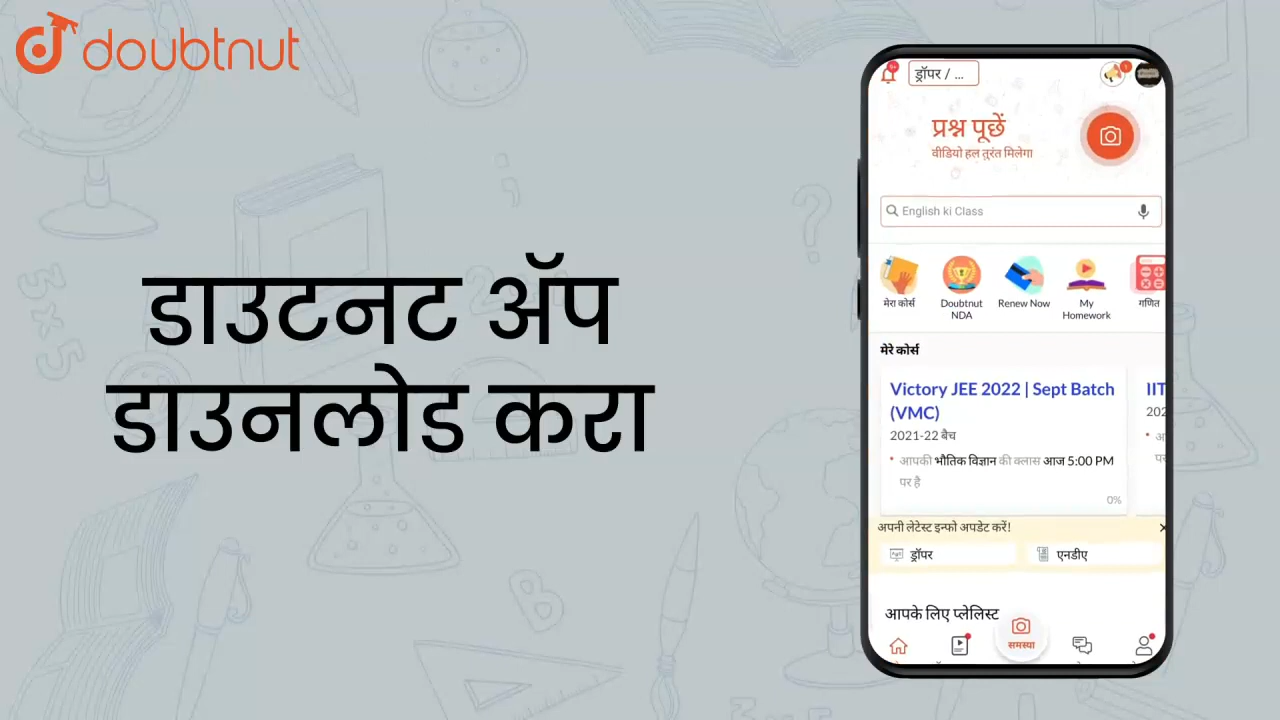 doubtnut
डाउटनट ॲप
डाउनलोड करा
ड्रॉपर / ...
प्रश्न पूछें
वीडियो हल तुरंत मिलेगा
English ki Class
मेरा कोर्स
Doubtnut
NDA
Renew Now
My
Homework
गणित
मेरे कोर्स
Victory JEE 2022 | Sept Batch
(VMC)
2021-22 बैच
आपकी भौतिक विज्ञान की क्लास आज 5:00 PM
पर है
0%
IIT
202
अपनी लेटेस्ट इन्फो अपडेट करें!
ड्रॉपर
एनडीए
आपके लिए प्लेलिस्ट
समस्या